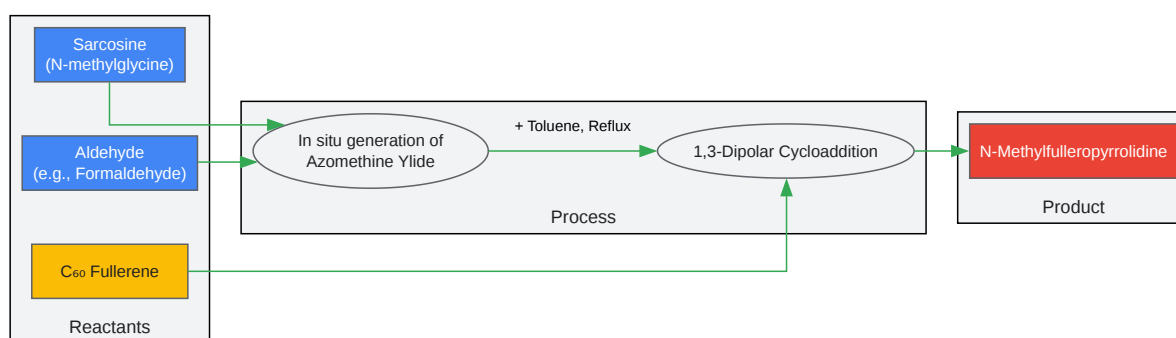 Sarcosine
(N-methylglycine)
Aldehyde
(e.g., Formaldehyde)
C₆₀ Fullerene
Reactants
In situ generation of
Azomethine Ylide
+ Toluene, Reflux
1,3-Dipolar Cycloaddition
Process
N-Methylfulleropyrrolidine
Product